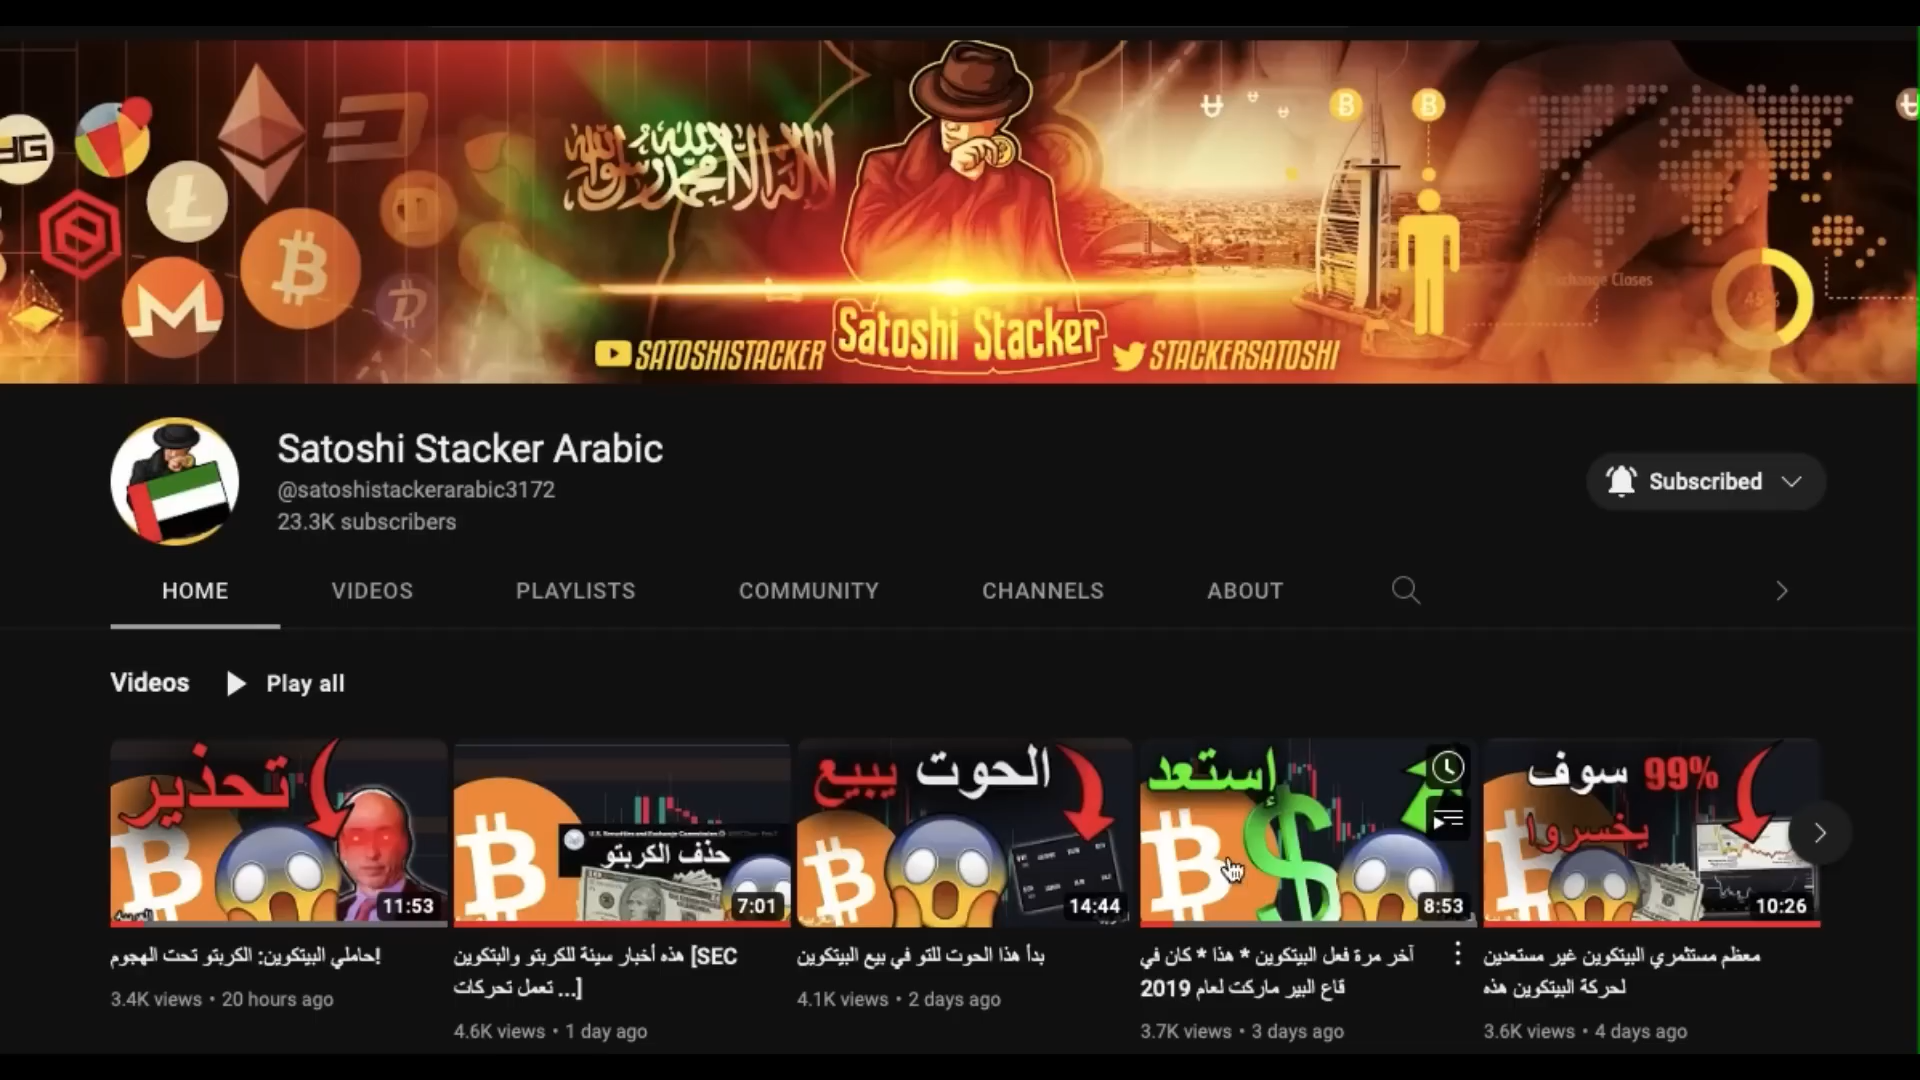 لا إله إلا الله محمد رسول الله
Exchange Closes
45%
Satoshi Stacker
SATOSHISTACKER
STACKERSATOSHI
Satoshi Stacker Arabic
@satoshistackerarabic3172
23.3K subscribers
Subscribed
HOME
VIDEOS
PLAYLISTS
COMMUNITY
CHANNELS
ABOUT
Videos
Play all
تحذير
11:53
حذف الكربتو
7:01
الحوت يبيع
14:44
إستعد
8:53
99% سوف
يخسروا
10:26
!حاملي البيتكوين: الكربتو تحت الهجوم
3.4K views • 20 hours ago
هذه أخبار سيئة للكربتو والبتكوين [SEC
تعمل تحركات ...]
4.6K views • 1 day ago
بدأ هذا الحوت للتو في بيع البيتكوين
4.1K views • 2 days ago
آخر مرة فعل البيتكوين * هذا * كان في
قاع البير ماركت لعام 2019
3.7K views • 3 days ago
معظم مستثمري البيتكوين غير مستعدين
لحركة البيتكوين هذه
3.6K views • 4 days ago